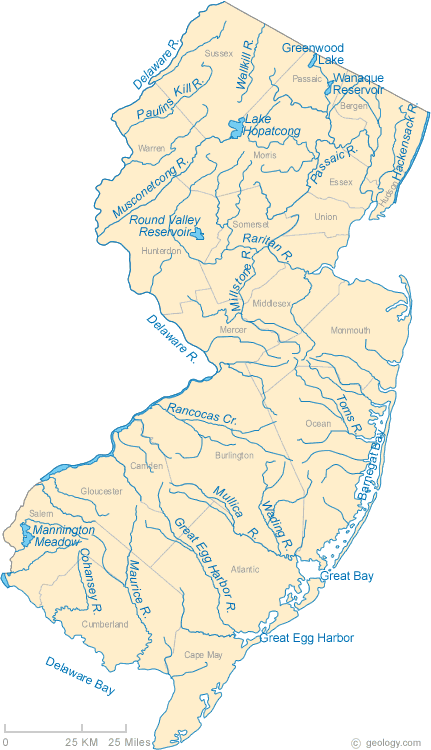 Delaware R.
Sussex
Wallkill R.
Greenwood
Lake
Passaic
Wanaque
Reservoir
Bergen
Paulins Kill R.
Lake
Hopatcong
Hackensack R.
Warren
Morris
Passaic R.
Musconetcong R.
Essex
Hudson
Round Valley
Reservoir
Somerset
Union
Raritan R.
Hunterdon
Millstone R.
Middlesex
Delaware R.
Mercer
Monmouth
Rancocas Cr.
Toms R.
Ocean
Barnegat Bay
Burlington
Camden
Gloucester
Mullica R.
Wading R.
Salem
Mannington
Meadow
Great Egg Harbor R.
Cohansey R.
Maurice R.
Atlantic
Great Bay
Cumberland
Great Egg Harbor
Cape May
Delaware Bay
0 25 KM 25 Miles
© geology.com